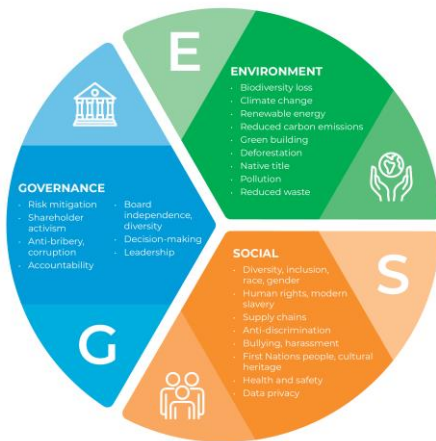 E
ENVIRONMENT
· Biodiversity loss
· Climate change
· Renewable energy
· Reduced carbon emissions
· Green building
· Deforestation
· Native title
· Pollution
· Reduced waste
GOVERNANCE
· Risk mitigation
· Shareholder
activism
· Anti-bribery,
corruption
· Accountability
· Board
independence,
diversity
· Decision-making
· Leadership
G
SOCIAL
· Diversity, inclusion,
race, gender
· Human rights, modern
slavery
· Supply chains
· Anti-discrimination
· Bullying, harassment
· First Nations people, cultural
heritage
· Health and safety
· Data privacy
S